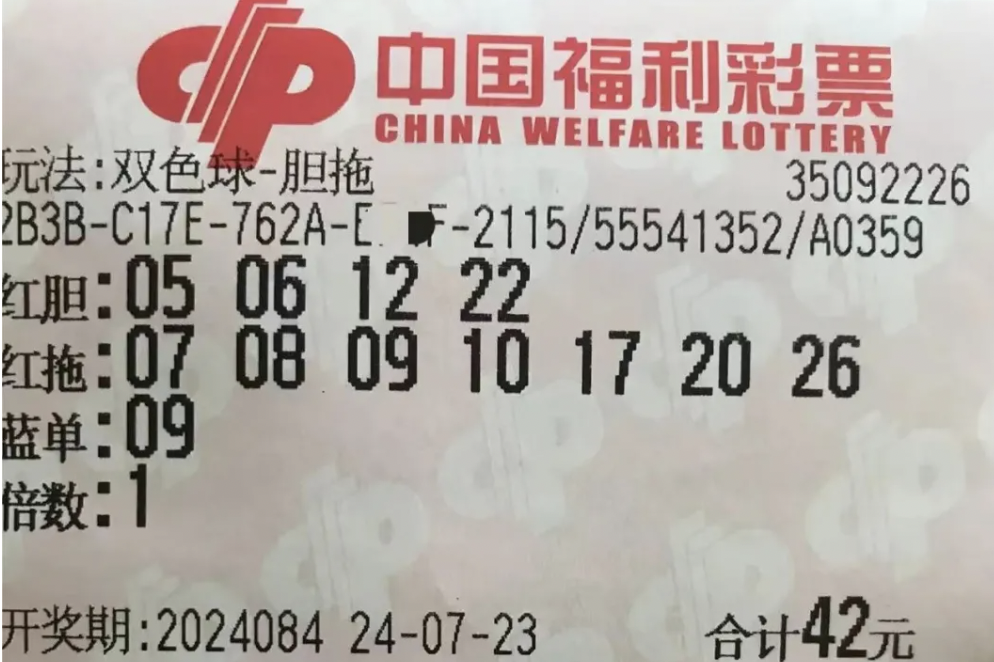 中国福利彩票
CHINA WELFARE LOTTERY
玩法:双色球-胆拖 35092226
2B3B-C17E-762A-E F-2115/55541352/A0359
红胆:05 06 12 22
红拖:07 08 09 10 17 20 26
蓝单:09
倍数:1
开奖期:2024084 24-07-23 合计42元